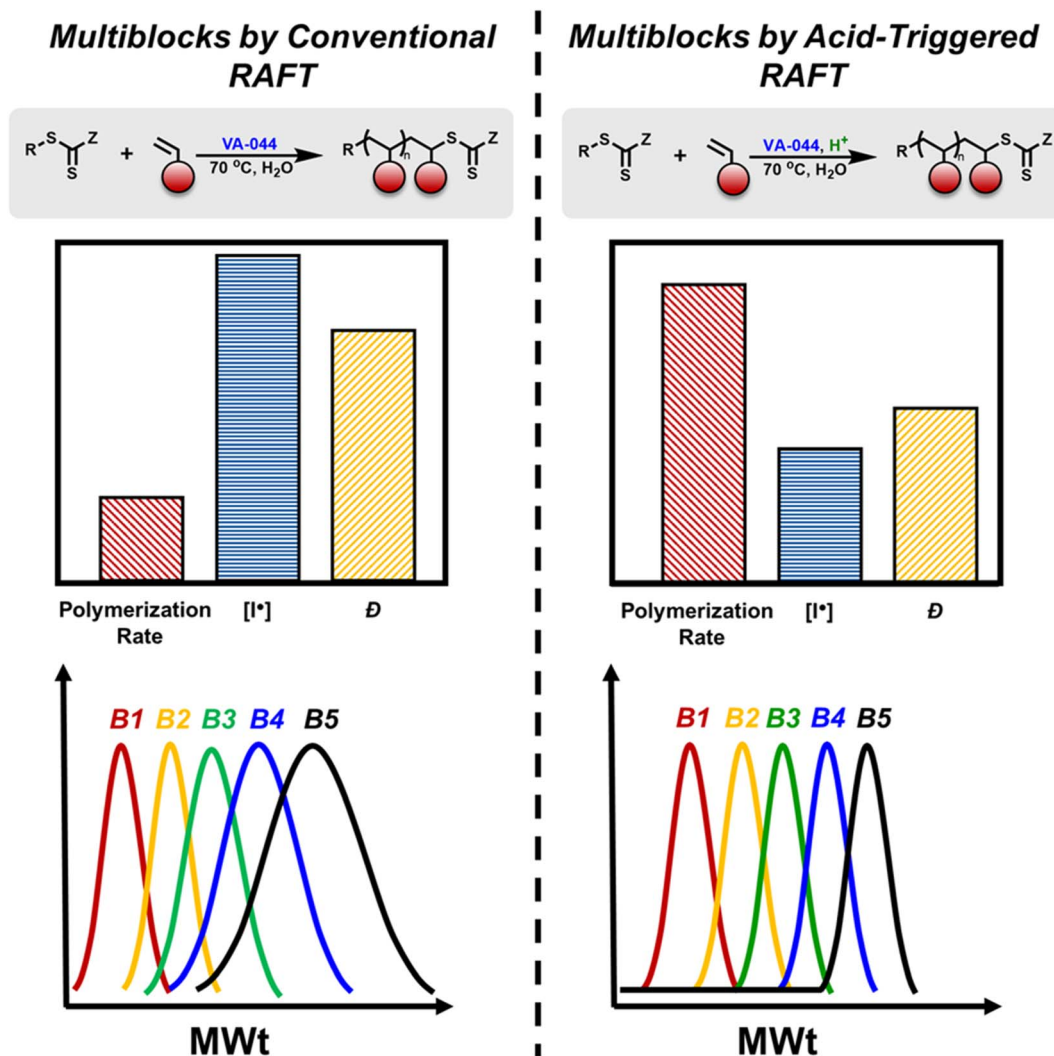 Multiblocks by Conventional
RAFT
R S Z S + VA-044 70 °C, H₂O R n S Z S
Polymerization
Rate
[I•]
Đ
B1 B2 B3 B4 B5
MWt
Multiblocks by Acid-Triggered
RAFT
R S Z S + VA-044, H⁺ 70 °C, H₂O R n S Z S
Polymerization
Rate
[I•]
Đ
B1 B2 B3 B4 B5
MWt